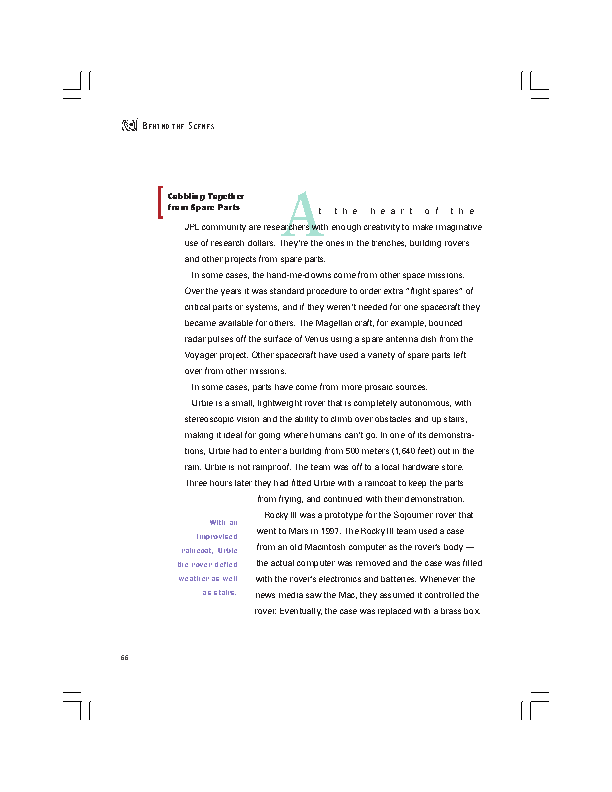 BEHIND THE SCENES
Cobbling Together
from Spare Parts
At the heart of the
JPL community are researchers with enough creativity to make imaginative
use of research dollars. They're the ones in the trenches, building rovers
and other projects from spare parts.
In some cases, the hand-me-downs come from other space missions.
Over the years it was standard procedure to order extra "flight spares" of
critical parts or systems, and if they weren't needed for one spacecraft they
became available for others. The Magellan craft, for example, bounced
radar pulses off the surface of Venus using a spare antenna dish from the
Voyager project. Other spacecraft have used a variety of spare parts left
over from other missions.
In some cases, parts have come from more prosaic sources.
Urbie is a small, lightweight rover that is completely autonomous, with
stereoscopic vision and the ability to climb over obstacles and up stairs,
making it ideal for going where humans can't go. In one of its demonstra-
tions, Urbie had to enter a building from 500 meters (1,640 feet) out in the
rain. Urbie is not rainproof. The team was off to a local hardware store.
Three hours later they had fitted Urbie with a raincoat to keep the parts
from frying, and continued with their demonstration.
Rocky III was a prototype for the Sojourner rover that
went to Mars in 1997. The Rocky III team used a case
from an old Macintosh computer as the rover's body —
the actual computer was removed and the case was filled
with the rover's electronics and batteries. Whenever the
news media saw the Mac, they assumed it controlled the
rover. Eventually, the case was replaced with a brass box.
With an
improvised
raincoat, Urbie
the rover defied
weather as well
as stairs.
66